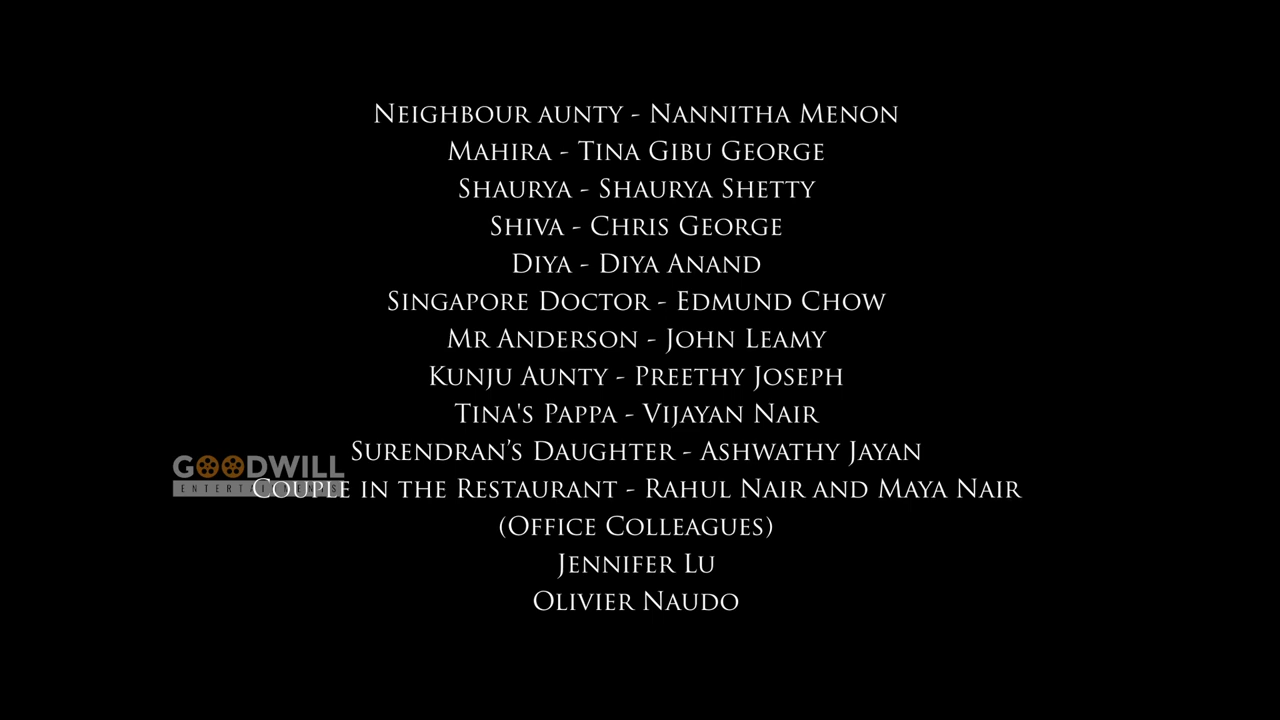 NEIGHBOUR AUNTY - NANNITHA MENON
MAHIRA - TINA GIBU GEORGE
SHAURYA - SHAURYA SHETTY
SHIVA - CHRIS GEORGE
DIYA - DIYA ANAND
SINGAPORE DOCTOR - EDMUND CHOW
MR ANDERSON - JOHN LEAMY
KUNJU AUNTY - PREETHY JOSEPH
TINA'S PAPPA - VIJAYAN NAIR
SURENDRAN’S DAUGHTER - ASHWATHY JAYAN
GOODWILL
ENTERTAINMENTS
COUPLE IN THE RESTAURANT - RAHUL NAIR AND MAYA NAIR
(OFFICE COLLEAGUES)
JENNIFER LU
OLIVIER NAUDO